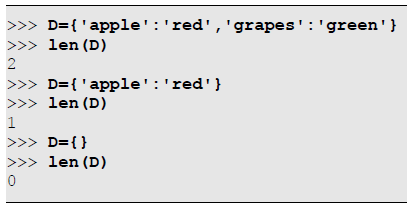 >>> D={'apple':'red','grapes':'green'}
>>> len(D)
2
>>> D={'apple':'red'}
>>> len(D)
1
>>> D={}
>>> len(D)
0